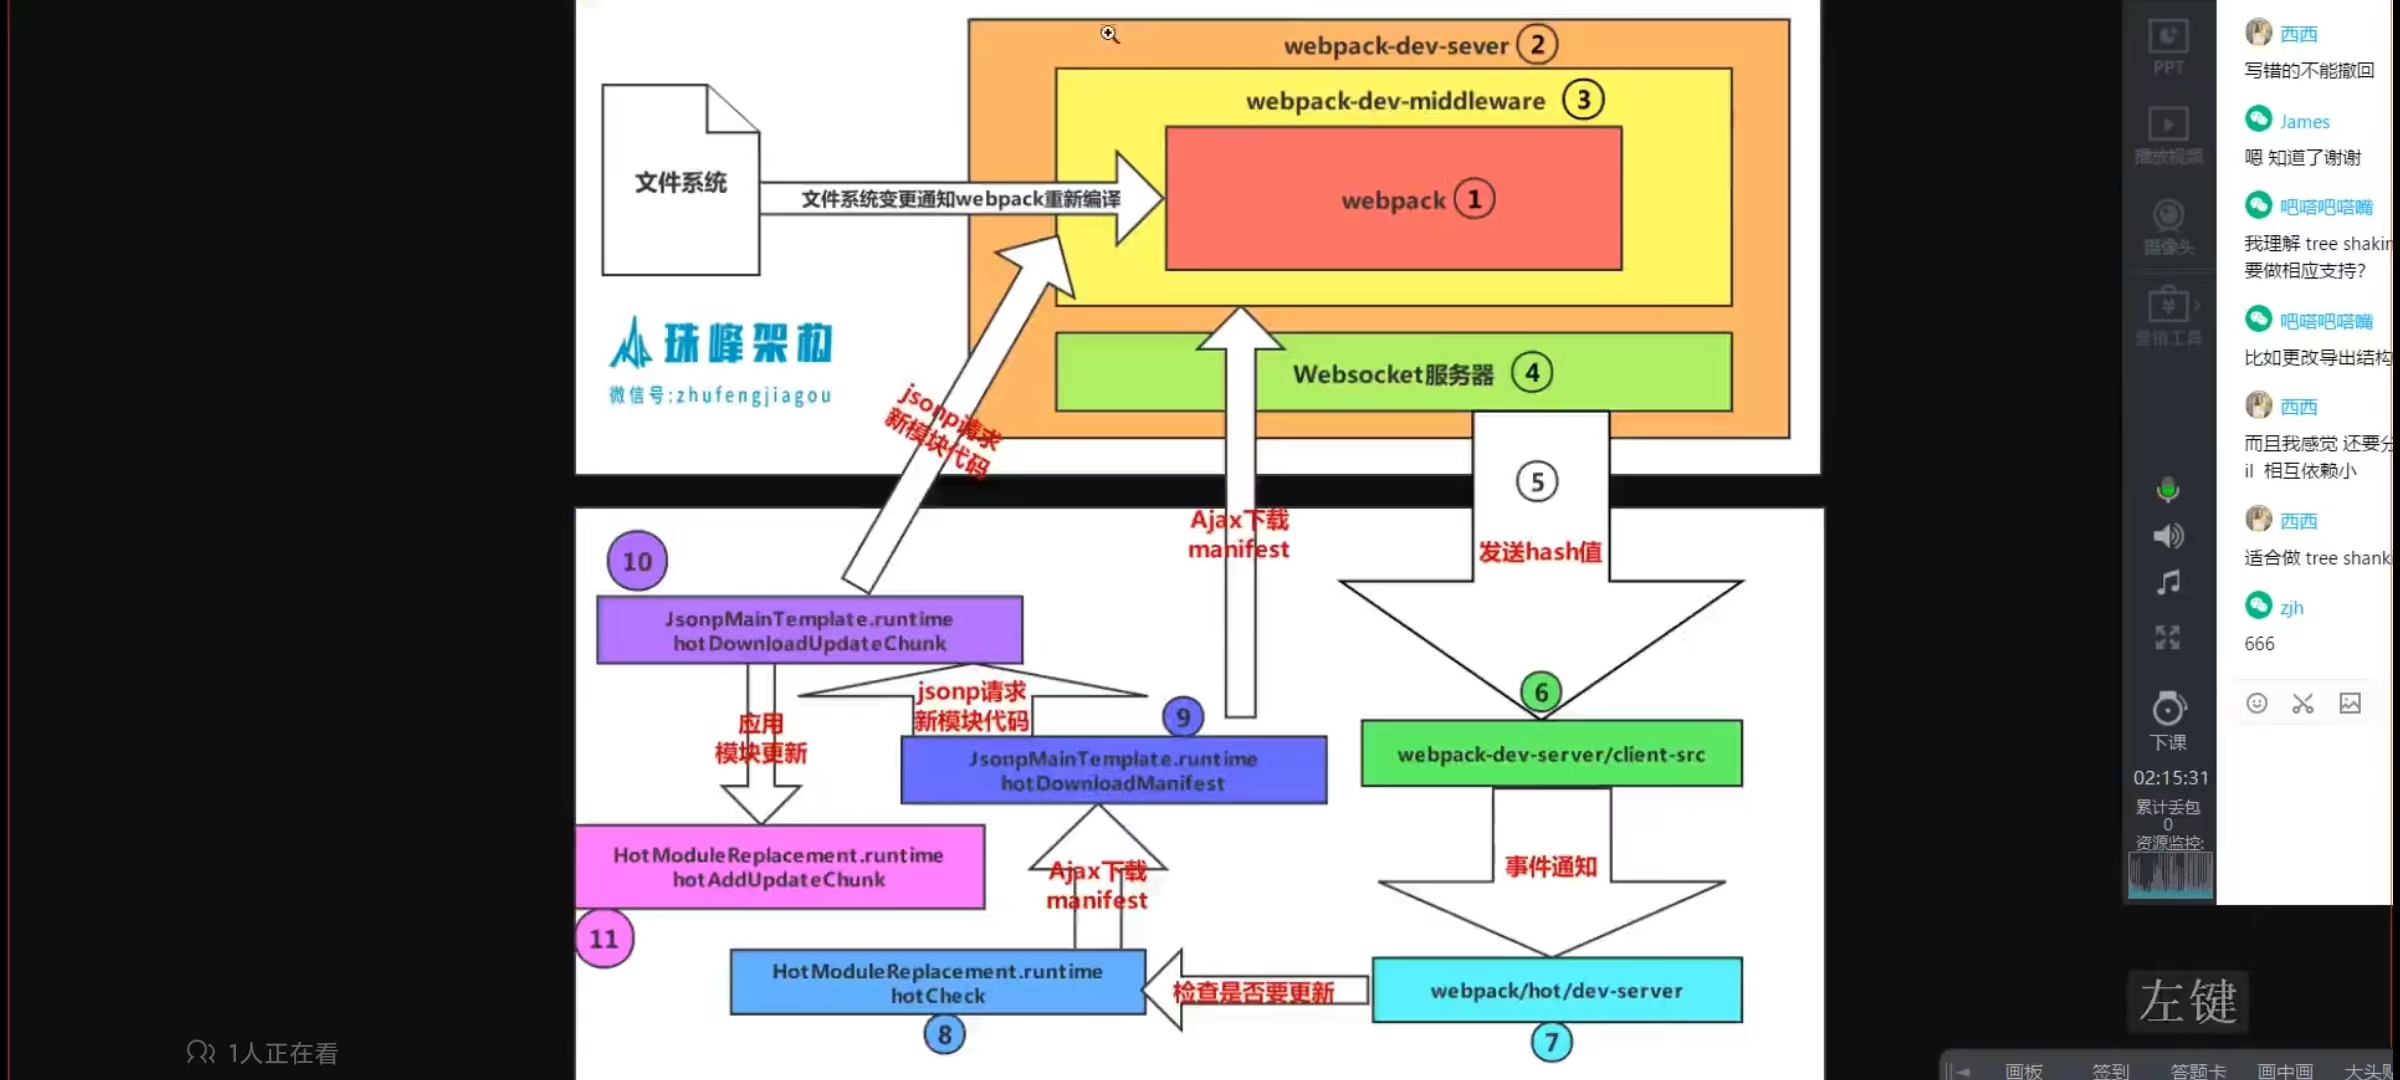 webpack-dev-sever 2
webpack-dev-middleware 3
webpack 1
文件系统
文件系统变更通知webpack重新编译
珠峰架构
微信号:zhufengjiagou
Websocket服务器 4
jsonp请求
新模块代码
Ajax下载
manifest
5
发送hash值
10
JsonpMainTemplate.runtime
hotDownloadUpdateChunk
jsonp请求
新模块代码
9
6
应用
模块更新
JsonpMainTemplate.runtime
hotDownloadManifest
webpack-dev-server/client-src
HotModuleReplacement.runtime
hotAddUpdateChunk
11
Ajax下载
manifest
事件通知
HotModuleReplacement.runtime
hotCheck
8
检查是否要更新
webpack/hot/dev-server
7
1人正在看
PPT
播放视频
摄像头
营销工具
下课
02:15:31
累计丢包
0
资源监控:
西西
写错的不能撤回
James
嗯 知道了谢谢
吧嗒吧嗒嘴
我理解 tree shakin
要做相应支持?
吧嗒吧嗒嘴
比如更改导出结构
西西
而且我感觉 还要分
il 相互依赖小
西西
适合做 tree shank
zjh
666
左键
画板
签到
答题卡
画中画